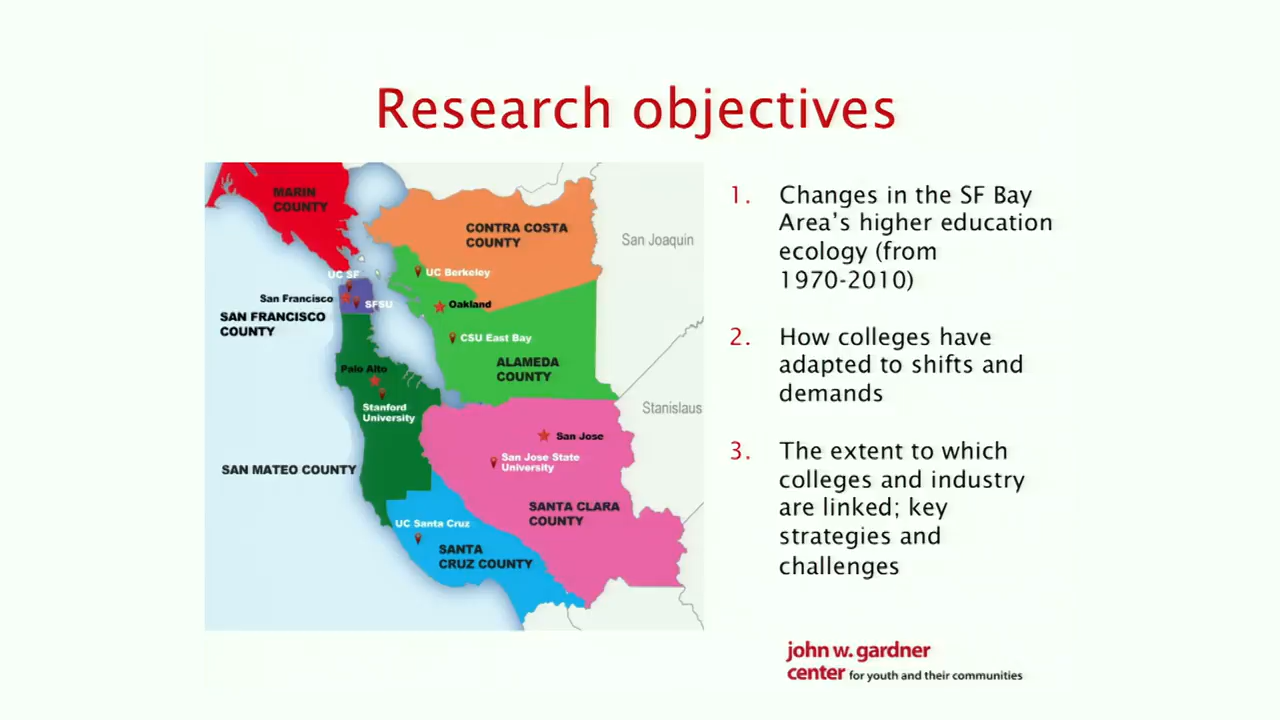 Research objectives
MARIN
COUNTY
CONTRA COSTA
COUNTY
San Joaquin
UC SF
UC Berkeley
San Francisco
SFSU
Oakland
SAN FRANCISCO
COUNTY
CSU East Bay
ALAMEDA
COUNTY
Palo Alto
Stanford
University
Stanislaus
San Jose
San Jose State
University
SAN MATEO COUNTY
SANTA CLARA
COUNTY
UC Santa Cruz
SANTA
CRUZ COUNTY
1. Changes in the SF Bay
Area's higher education
ecology (from
1970-2010)
2. How colleges have
adapted to shifts and
demands
3. The extent to which
colleges and industry
are linked; key
strategies and
challenges
john w. gardner
center for youth and their communities